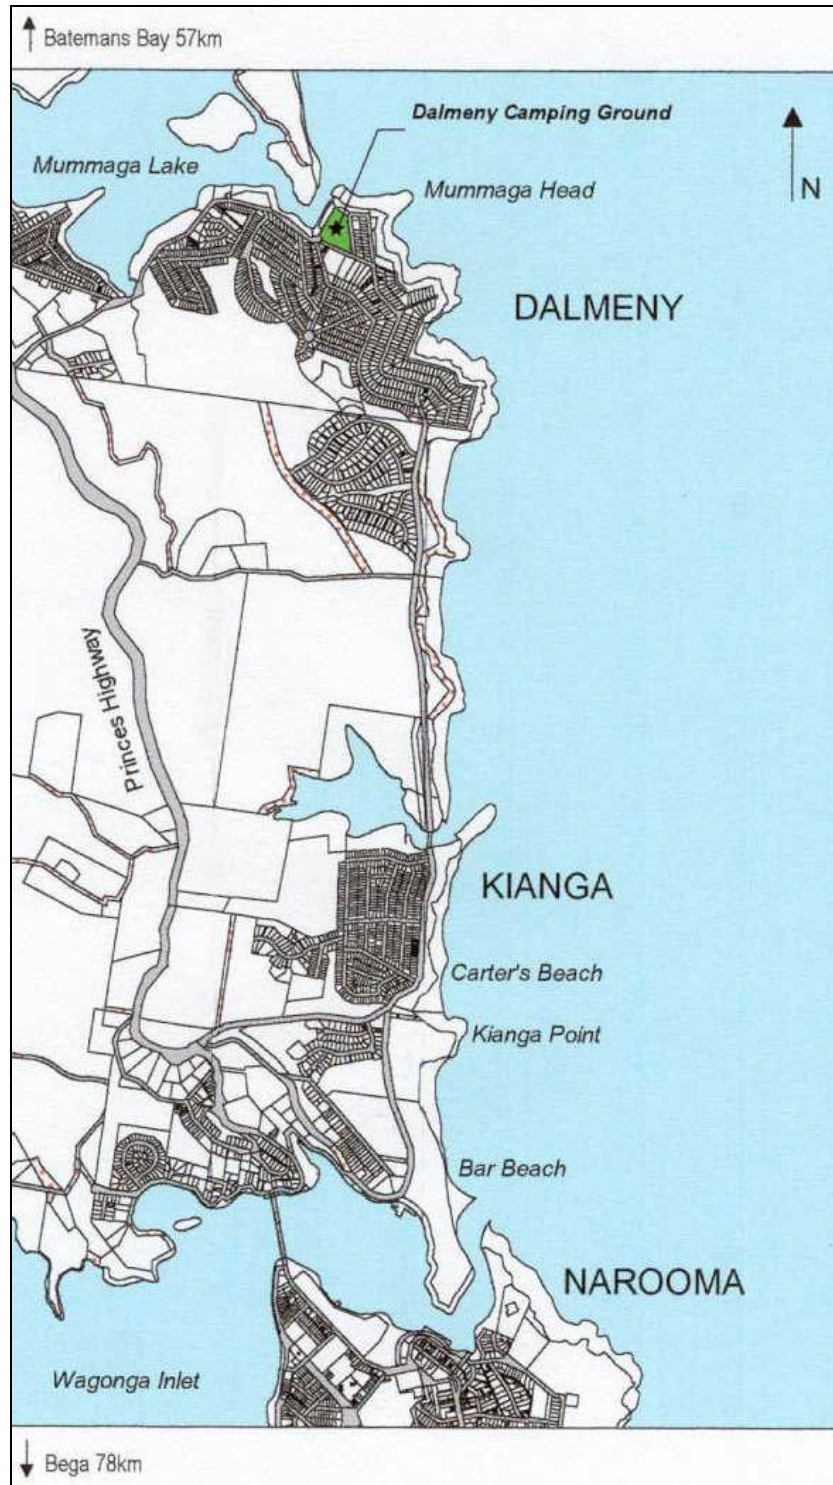 Batemans Bay 57km
Dalmeny Camping Ground
Mummaga Lake
Mummaga Head
N
DALMENY
Princes Highway
KIANGA
Carter's Beach
Kianga Point
Bar Beach
NAROOMA
Wagonga Inlet
Bega 78km